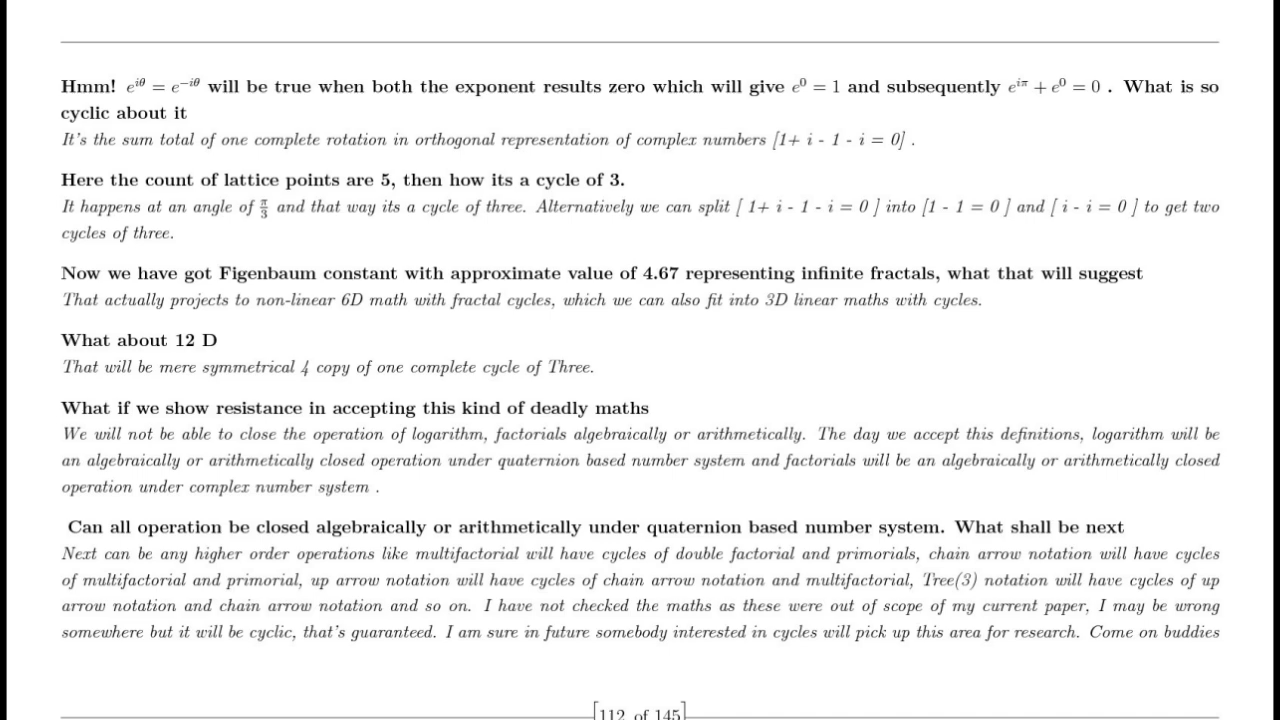 Hmm! e^{iθ} = e^{−iθ} will be true when both the exponent results zero which will give e^0 = 1 and subsequently e^{iπ} + e^0 = 0 . What is so
cyclic about it
It's the sum total of one complete rotation in orthogonal representation of complex numbers [1+ i - 1 - i = 0] .
Here the count of lattice points are 5, then how its a cycle of 3.
It happens at an angle of π/3 and that way its a cycle of three. Alternatively we can split [ 1+ i - 1 - i = 0 ] into [1 - 1 = 0 ] and [ i - i = 0 ] to get two
cycles of three.
Now we have got Figenbaum constant with approximate value of 4.67 representing infinite fractals, what that will suggest
That actually projects to non-linear 6D math with fractal cycles, which we can also fit into 3D linear maths with cycles.
What about 12 D
That will be mere symmetrical 4 copy of one complete cycle of Three.
What if we show resistance in accepting this kind of deadly maths
We will not be able to close the operation of logarithm, factorials algebraically or arithmetically. The day we accept this definitions, logarithm will be
an algebraically or arithmetically closed operation under quaternion based number system and factorials will be an algebraically or arithmetically closed
operation under complex number system .
Can all operation be closed algebraically or arithmetically under quaternion based number system. What shall be next
Next can be any higher order operations like multifactorial will have cycles of double factorial and primorials, chain arrow notation will have cycles
of multifactorial and primorial, up arrow notation will have cycles of chain arrow notation and multifactorial, Tree(3) notation will have cycles of up
arrow notation and chain arrow notation and so on. I have not checked the maths as these were out of scope of my current paper, I may be wrong
somewhere but it will be cyclic, that's guaranteed. I am sure in future somebody interested in cycles will pick up this area for research. Come on buddies
[112 of 145]